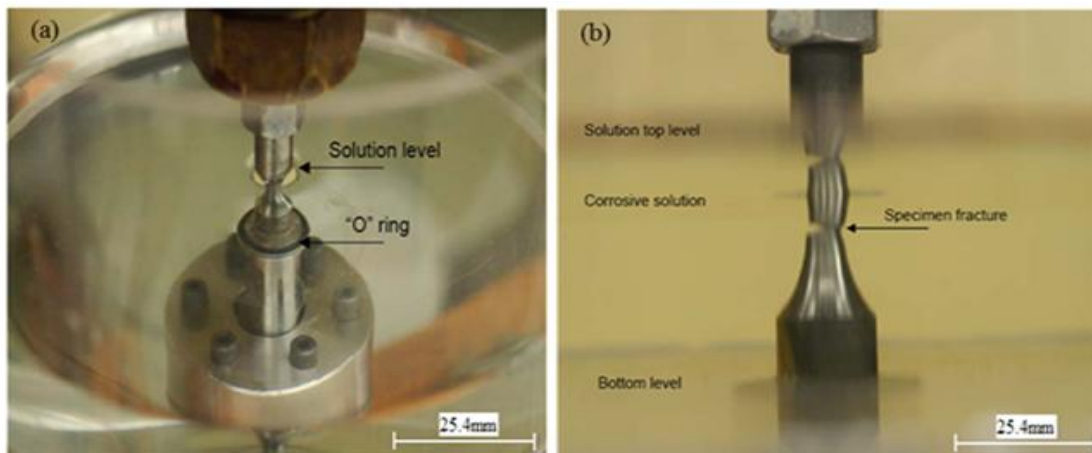 (a)
Solution level
"O" ring
25.4mm
(b)
Solution top level
Corrosive solution
Specimen fracture
Bottom level
25.4mm